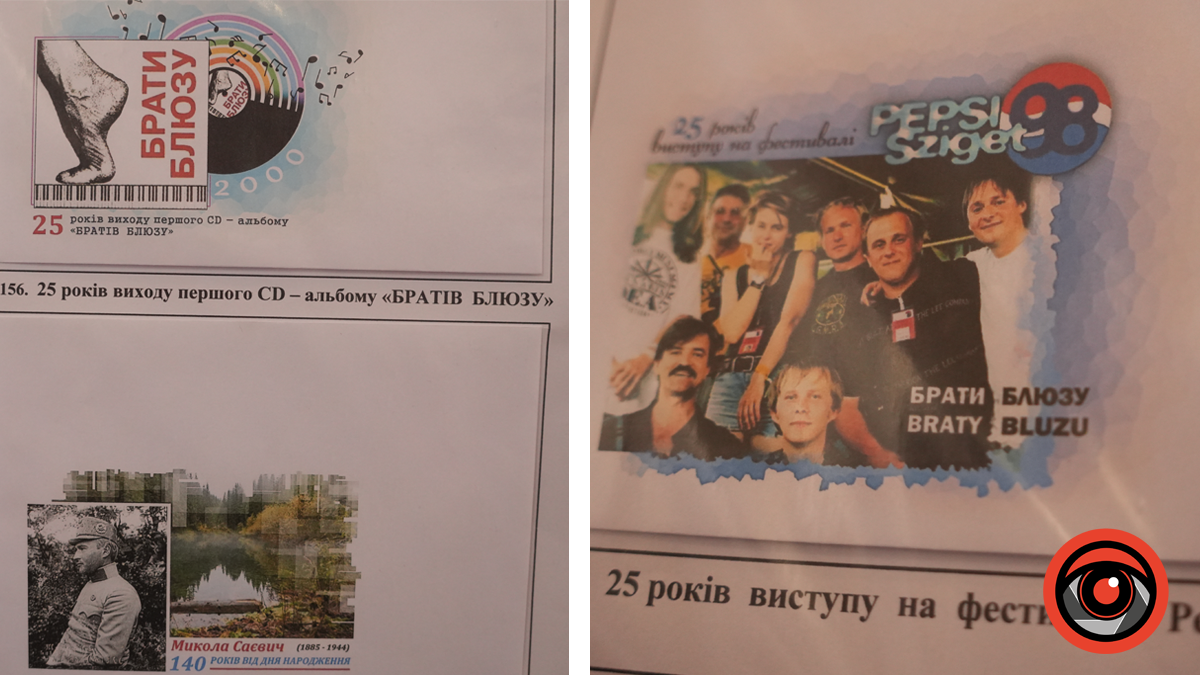 БРАТИ
БЛЮЗУ
2000
25 років виходу першого CD – альбому
«БРАТІВ БЛЮЗУ»
156. 25 років виходу першого CD – альбому «БРАТІВ БЛЮЗУ»
Микола Саєвич (1885 - 1944)
140 РОКІВ ВІД ДНЯ НАРОДЖЕННЯ
25 років
виступу на фестивалі
PEPSI
Sziget 98
БРАТИ БЛЮЗУ
BRATY BLUZU
25 років виступу на фести